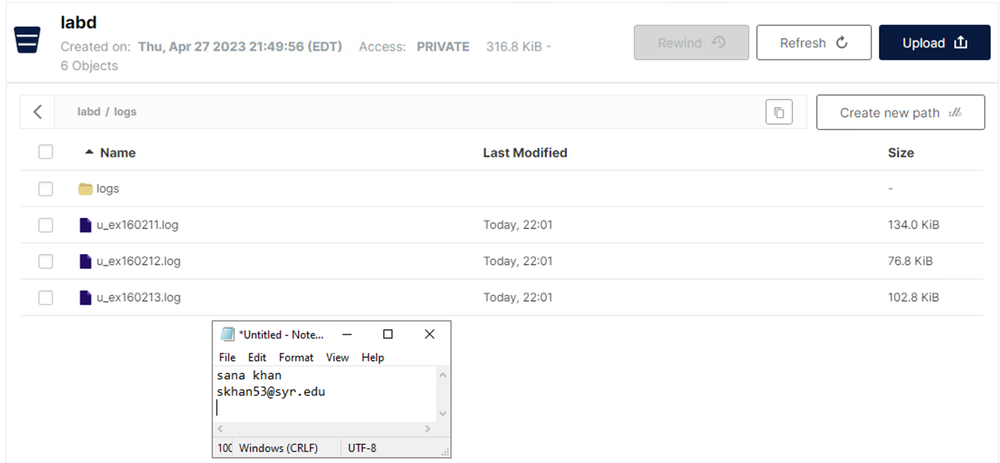 labd
Created on: Thu, Apr 27 2023 21:49:56 (EDT) Access: PRIVATE 316.8 KiB -
6 Objects
Rewind Refresh Upload
labd / logs
Create new path
Name Last Modified Size
logs -
u_ex160211.log Today, 22:01 134.0 KiB
u_ex160212.log Today, 22:01 76.8 KiB
u_ex160213.log Today, 22:01 102.8 KiB
*Untitled - Note...
File Edit Format View Help
sana khan
skhan53@syr.edu
100 Windows (CRLF) UTF-8